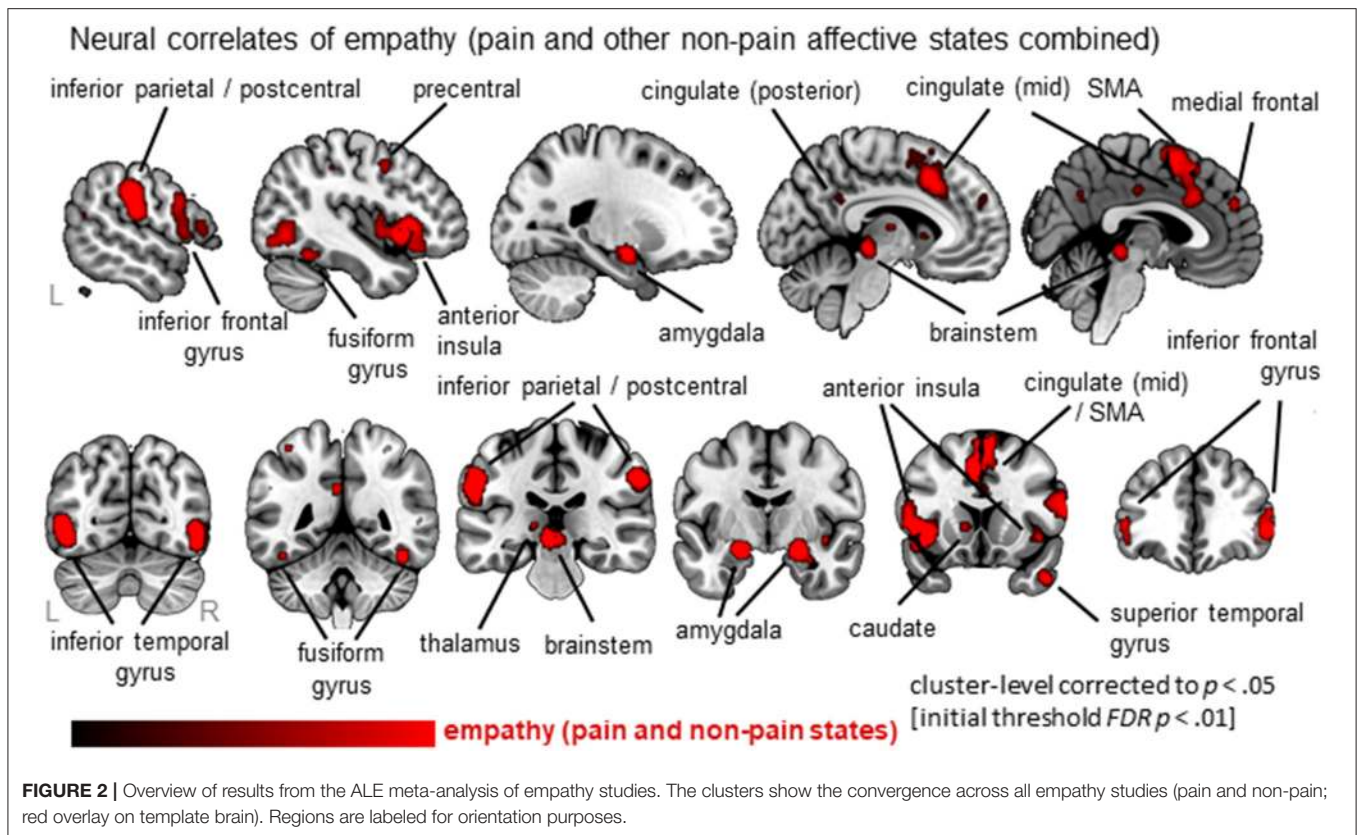 Neural correlates of empathy (pain and other non-pain affective states combined)
inferior parietal / postcentral
precentral
cingulate (posterior)
cingulate (mid)
SMA
medial frontal
L
inferior frontal
gyrus
fusiform
gyrus
anterior
insula
amygdala
brainstem
inferior frontal
gyrus
inferior parietal / postcentral
anterior insula
cingulate (mid)
/ SMA
L
R
inferior temporal
gyrus
fusiform
gyrus
thalamus
brainstem
amygdala
caudate
superior temporal
gyrus
cluster-level corrected to p < .05
[initial threshold FDR p < .01]
empathy (pain and non-pain states)
FIGURE 2 | Overview of results from the ALE meta-analysis of empathy studies. The clusters show the convergence across all empathy studies (pain and non-pain;
red overlay on template brain). Regions are labeled for orientation purposes.